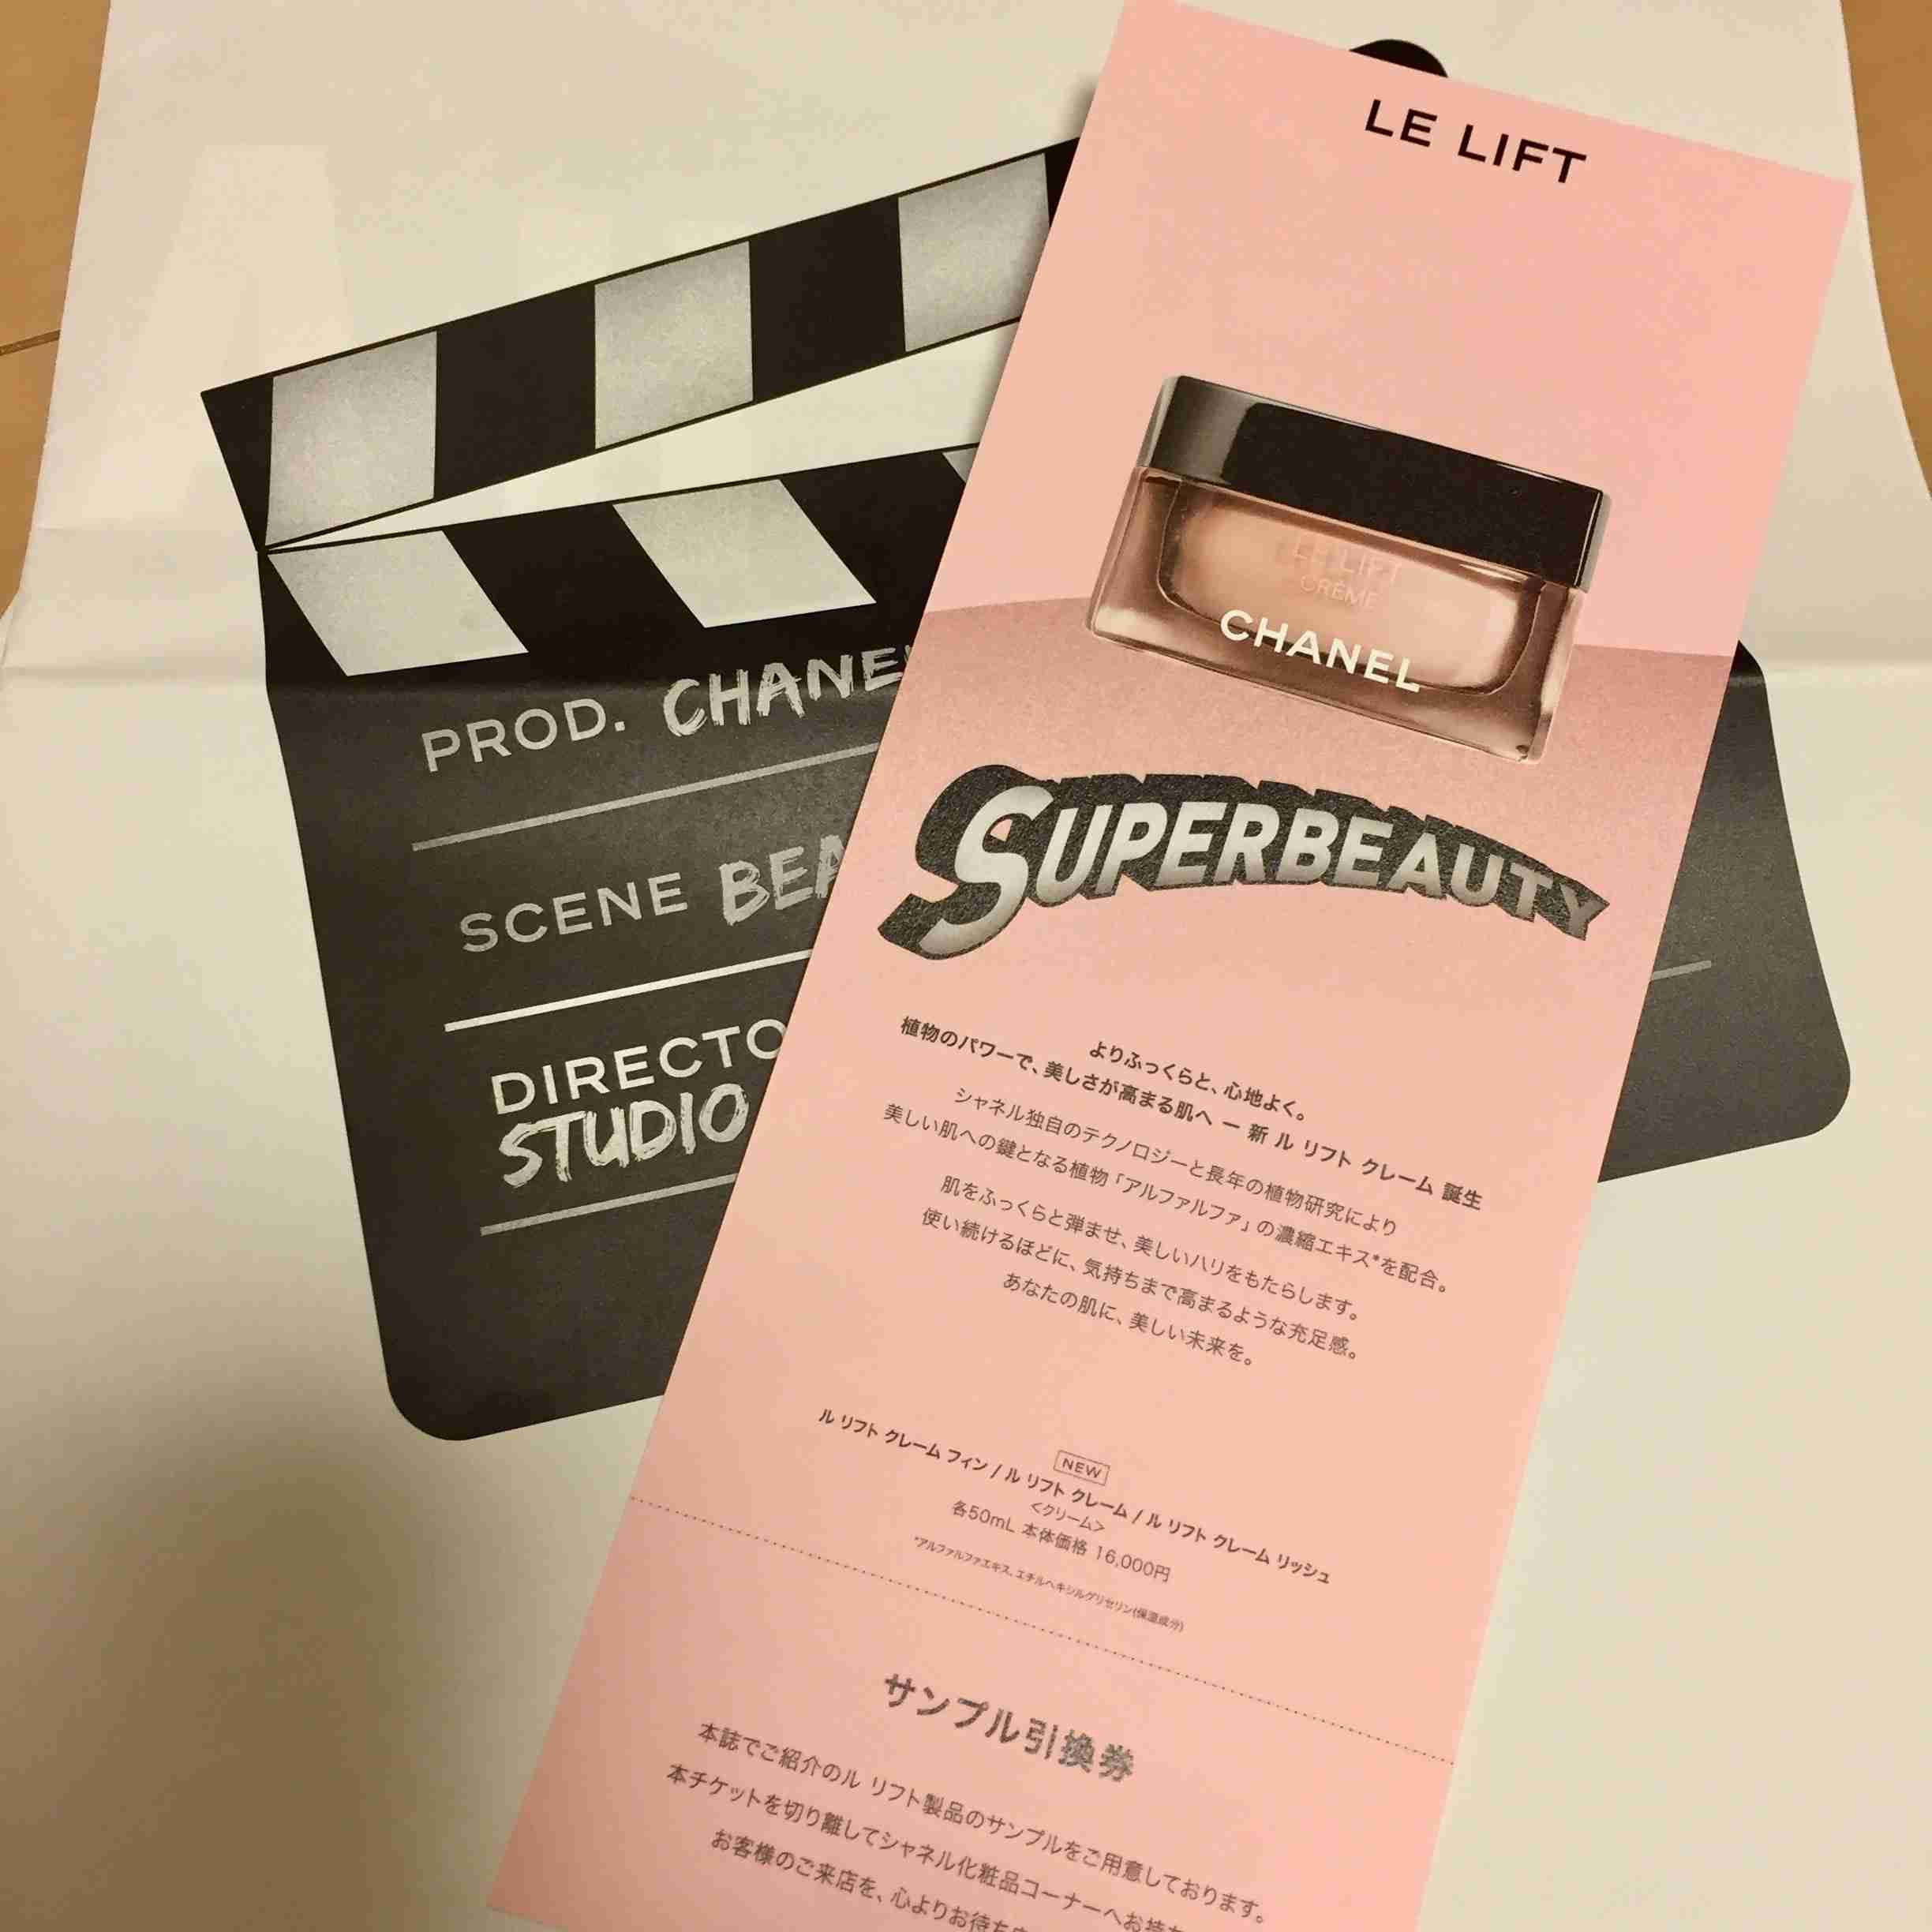 PROD. CHANEL
SCENE
DIRECTO
STUDIO
LE LIFT
LE LIFT
CRÈME
CHANEL
SUPERBEAUTY
よりふっくらと、心地よく。
植物のパワーで、美しさが高まる肌へ ー 新 ル リフト クレーム 誕生
シャネル独自のテクノロジーと長年の植物研究により
美しい肌への鍵となる植物「アルファルファ」の濃縮エキス*を配合。
肌をふっくらと弾ませ、美しいハリをもたらします。
使い続けるほどに、気持ちまで高まるような充足感。
あなたの肌に、美しい未来を。
NEW
ル リフト クレーム フィン / ル リフト クレーム / ル リフト クレーム リッシュ
<クリーム>
各50mL 本体価格 16,000円
*アルファルファエキス、エチルヘキシルグリセリン(保湿成分)
サンプル引換券
本誌でご紹介のル リフト製品のサンプルをご用意しております。
本チケットを切り離してシャネル化粧品コーナーへお持ち
お客様のご来店を、心よりお待ち